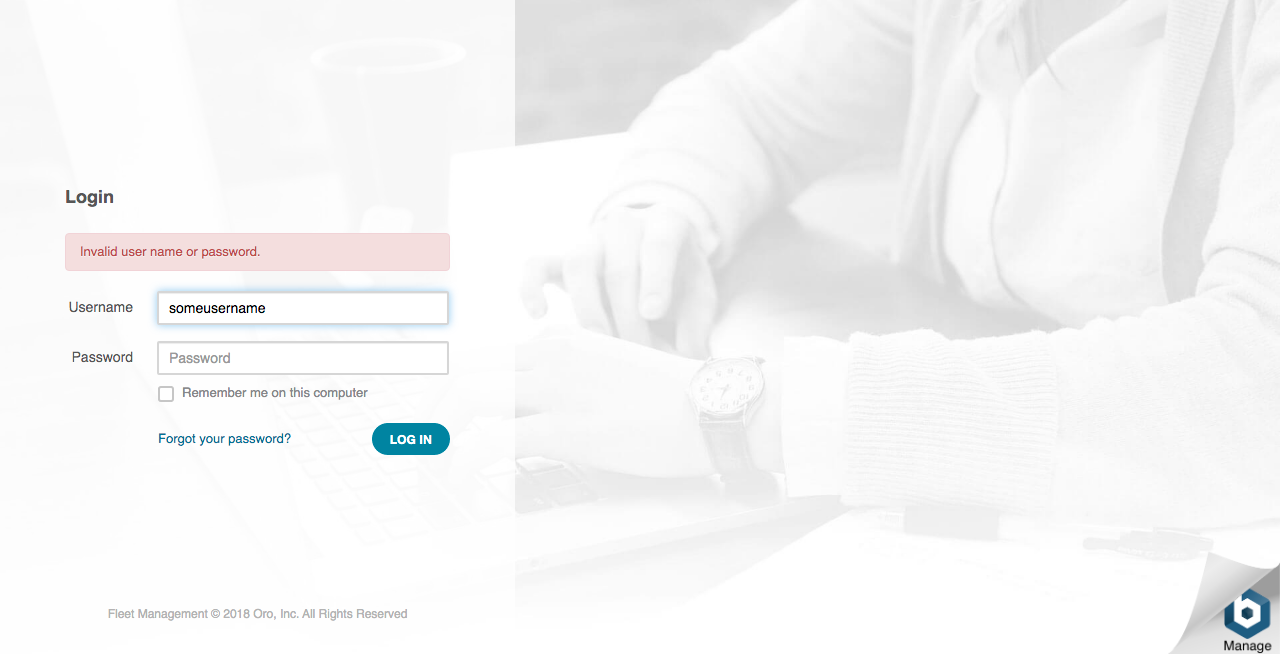 Login
Invalid user name or password.
Username
someusername
Password
Password
Remember me on this computer
Forgot your password?
LOG IN
Fleet Management © 2018 Oro, Inc. All Rights Reserved
Manage